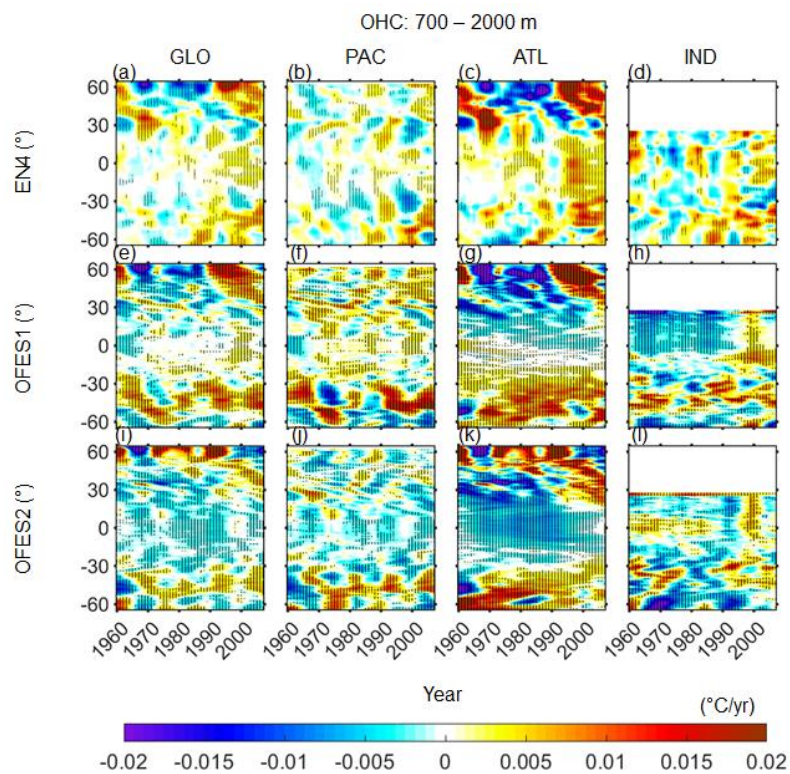 OHC: 700 – 2000 m
GLO PAC ATL IND
(a) (b) (c) (d)
EN4 (°)
60
30
0
-30
-60
(e) (f) (g) (h)
OFES1 (°)
60
30
0
-30
-60
(i) (j) (k) (l)
OFES2 (°)
60
30
0
-30
-60
1960 1970 1980 1990 2000 1960 1970 1980 1990 2000 1960 1970 1980 1990 2000 1960 1970 1980 1990 2000
Year
(°C/yr)
-0.02 -0.015 -0.01 -0.005 0 0.005 0.01 0.015 0.02